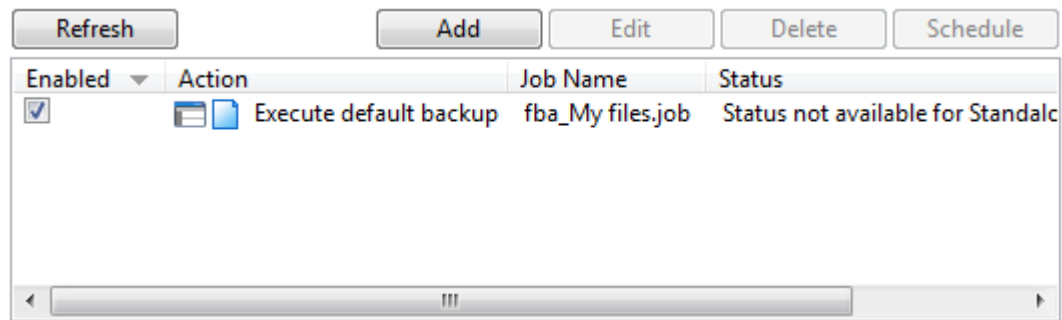 Refresh Add Edit Delete Schedule
Enabled Action Job Name Status
Execute default backup fba_My files.job Status not available for Standalc